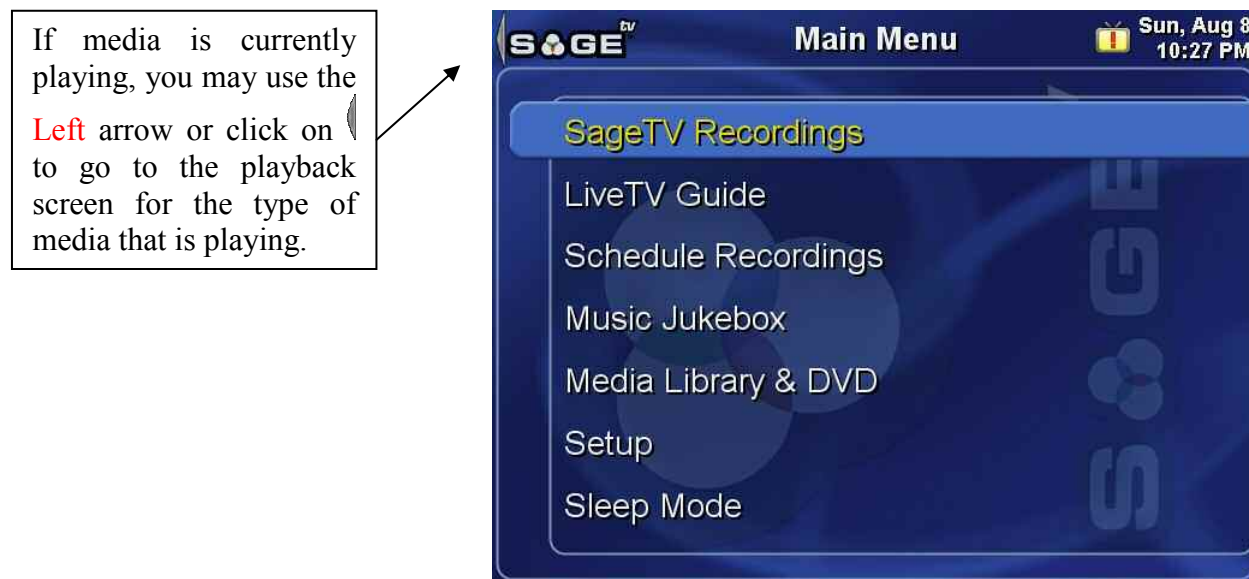 If media is currently
playing, you may use the
Left arrow or click on
to go to the playback
screen for the type of
media that is playing.
SAGE tv
Main Menu
Sun, Aug 8
10:27 PM
SageTV Recordings
LiveTV Guide
Schedule Recordings
Music Jukebox
Media Library & DVD
Setup
Sleep Mode
SAGE